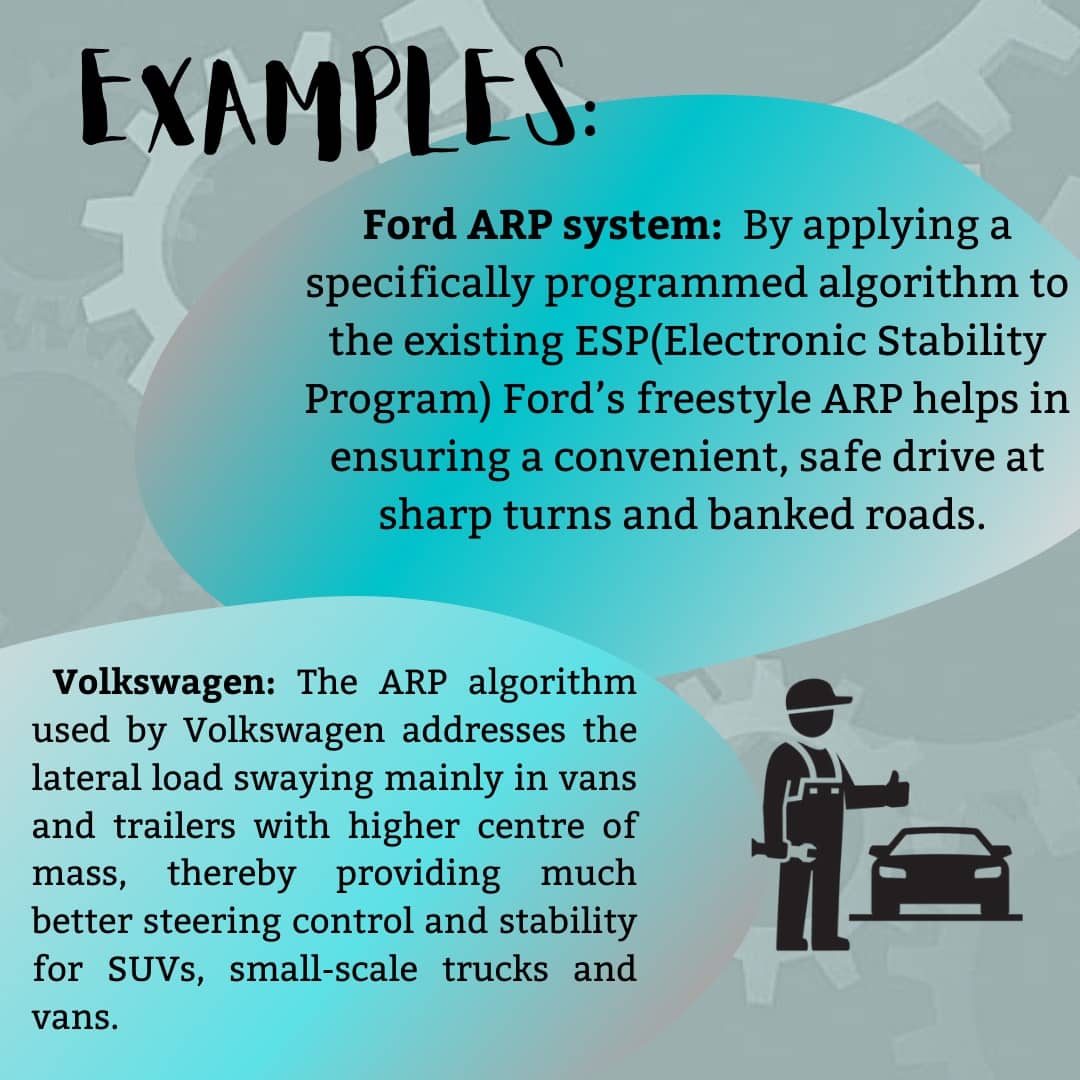 EXAMPLES:
Ford ARP system: By applying a
specifically programmed algorithm to
the existing ESP(Electronic Stability
Program) Ford’s freestyle ARP helps in
ensuring a convenient, safe drive at
sharp turns and banked roads.
Volkswagen: The ARP algorithm
used by Volkswagen addresses the
lateral load swaying mainly in vans
and trailers with higher centre of
mass, thereby providing much
better steering control and stability
for SUVs, small-scale trucks and
vans.